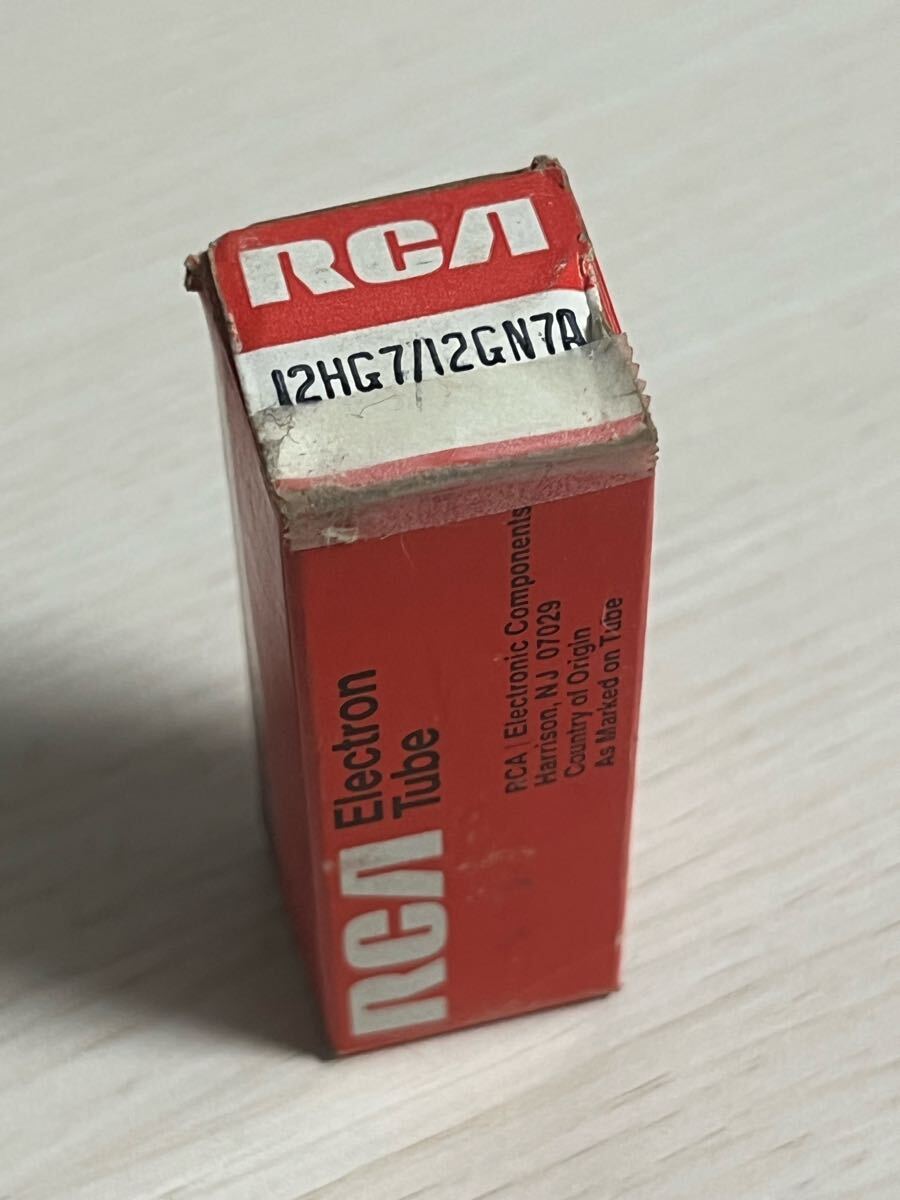 RCA
12HG7/12GN7A
RCA Electron
Tube
RCA | Electronic Components
Harrison, NJ 07029
Country of Origin
As Marked on Tube